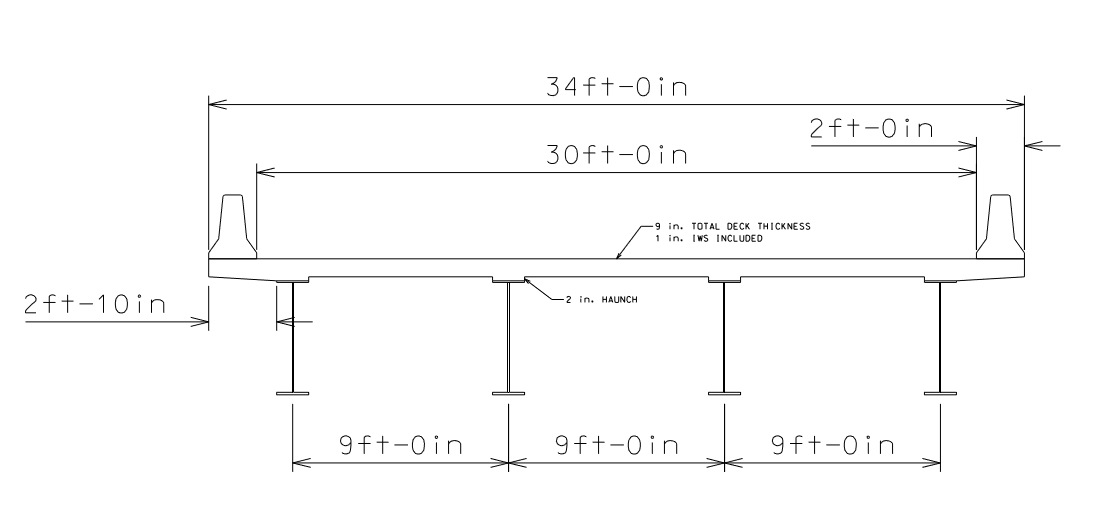 34ft-0in
2ft-0in
30ft-0in
9 in. TOTAL DECK THICKNESS
1 in. IWS INCLUDED
2ft-10in
2 in. HAUNCH
9ft-0in 9ft-0in 9ft-0in